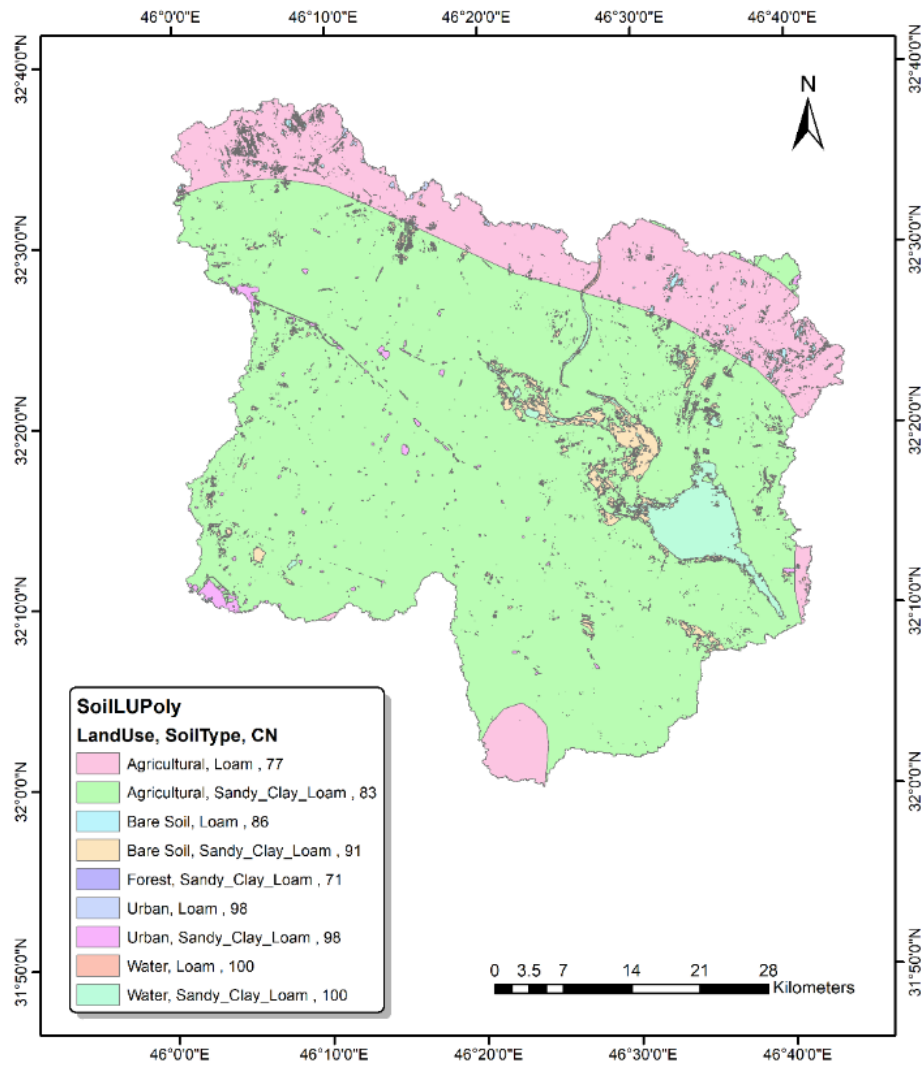 46°0'0"E 46°10'0"E 46°20'0"E 46°30'0"E 46°40'0"E
N
32°40'0"N 32°40'0"N
32°30'0"N 32°30'0"N
32°20'0"N 32°20'0"N
32°10'0"N 32°10'0"N
32°0'0"N 32°0'0"N
31°50'0"N 31°50'0"N
SoilLUPoly
LandUse, SoilType, CN
Agricultural, Loam , 77
Agricultural, Sandy_Clay_Loam , 83
Bare Soil, Loam , 86
Bare Soil, Sandy_Clay_Loam , 91
Forest, Sandy_Clay_Loam , 71
Urban, Loam , 98
Urban, Sandy_Clay_Loam , 98
Water, Loam , 100
Water, Sandy_Clay_Loam , 100
0 3.5 7 14 21 28
Kilometers
46°0'0"E 46°10'0"E 46°20'0"E 46°30'0"E 46°40'0"E